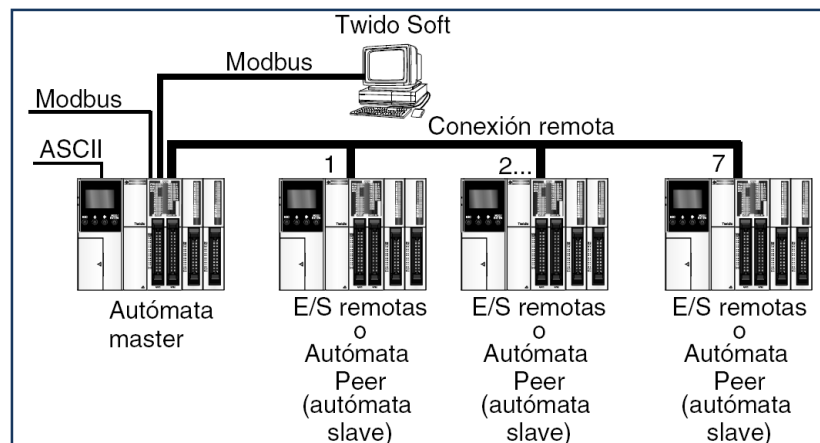 Twido Soft
Modbus
Modbus
Conexión remota
ASCII
1
2...
7
Autómata
master
E/S remotas
o
Autómata
Peer
(autómata
slave)
E/S remotas
o
Autómata
Peer
(autómata
slave)
E/S remotas
o
Autómata
Peer
(autómata
slave)